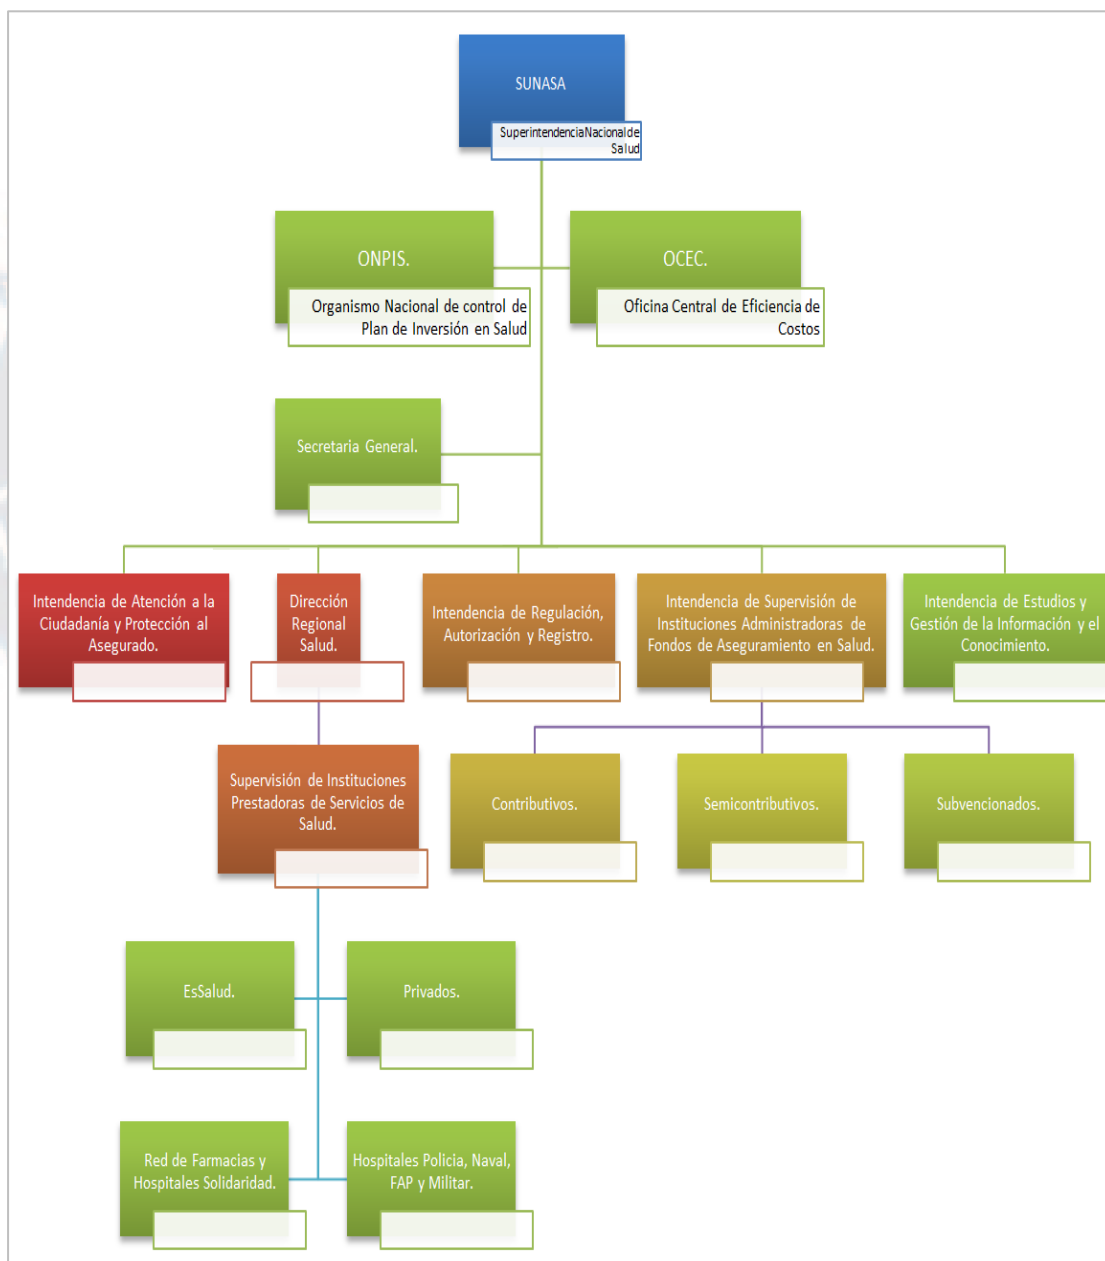 SUNASA
Superintendencia Nacional de
Salud
ONPIS.
Organismo Nacional de control de
Plan de Inversión en Salud
OCEC.
Oficina Central de Eficiencia de
Costos
Secretaria General.
Intendencia de Atención a la
Ciudadanía y Protección al
Asegurado.
Dirección
Regional
Salud.
Intendencia de Regulación,
Autorización y Registro.
Intendencia de Supervisión de
Instituciones Administradoras de
Fondos de Aseguramiento en Salud.
Intendencia de Estudios y
Gestión de la Información y el
Conocimiento.
Supervisión de Instituciones
Prestadoras de Servicios de
Salud.
Contributivos.
Semicontributivos.
Subvencionados.
EsSalud.
Privados.
Red de Farmacias y
Hospitales Solidaridad.
Hospitales Policia, Naval,
FAP y Militar.